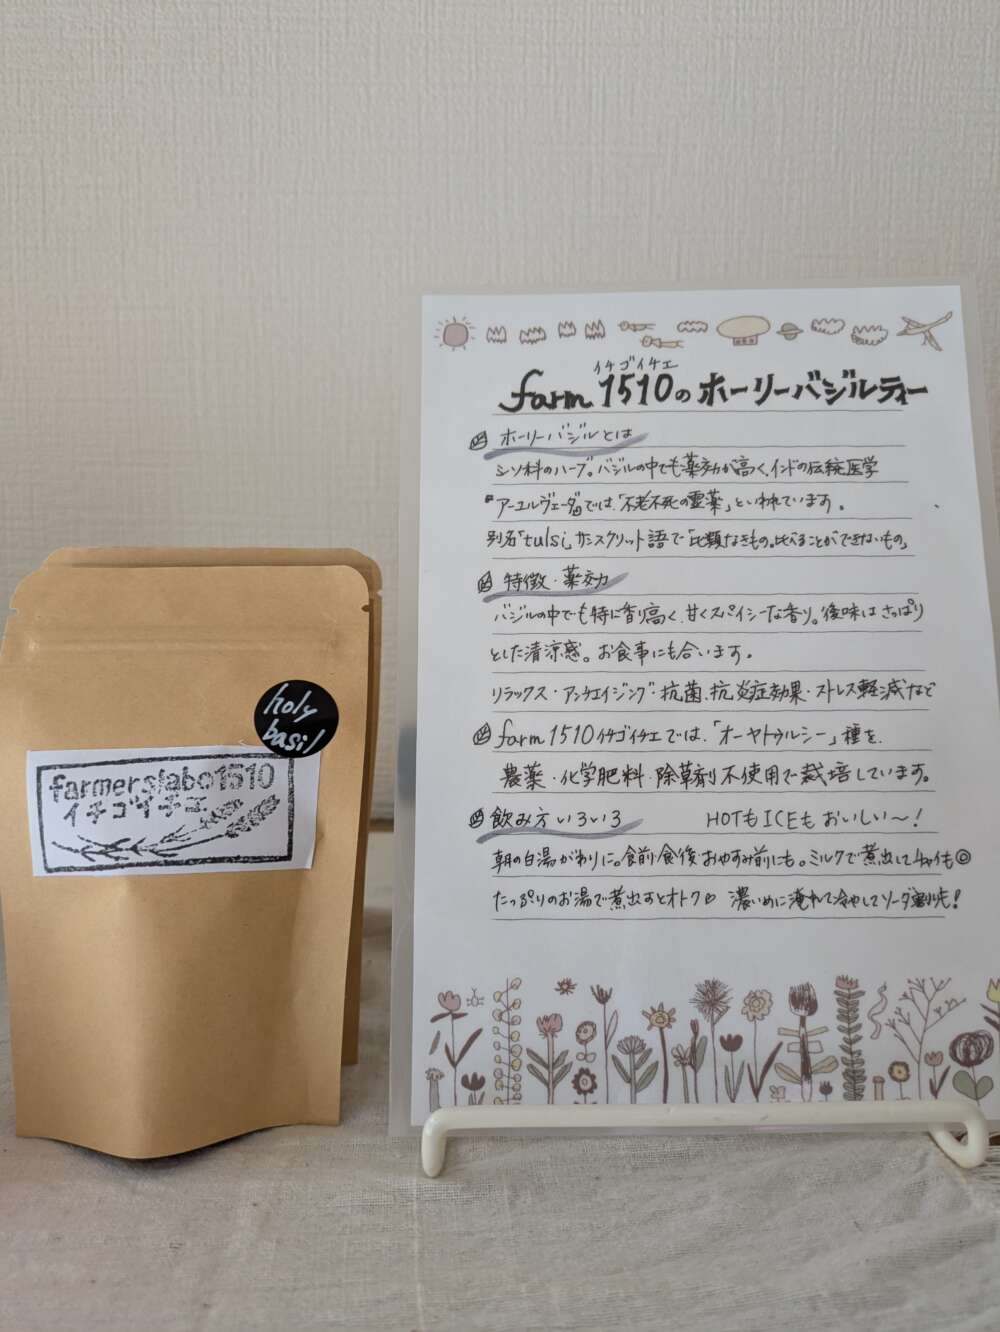 holy
basil
farmerslabo1510
イチゴイチエ
イチゴイチエ
farm 1510のホーリーバジルティー
ホーリーバジルとは
シソ科のハーブ。バジルの中でも薬効が高く、インドの伝統医学
『アーユルヴェーダ』では、「不老不死の霊薬」といわれています。
別名「tulsi」サンスクリット語で「比類なきもの。比べることができないもの」
特徴・薬効
バジルの中でも特に香り高く、甘くスパイシーな香り。後味はさっぱり
とした清涼感。お食事にも合います。
リラックス・アンチエイジング・抗菌、抗炎症効果・ストレス軽減など
farm 1510イチゴイチエでは、「オーヤトゥルシー」種を、
農薬・化学肥料・除草剤不使用で栽培しています。
飲み方いろいろ HOTもICEもおいしい〜!
朝の白湯がわりに。食前・食後・おやすみ前にも。ミルクで煮出してチャイも◎
たっぷりのお湯で煮出すとオトク♡ 濃いめに淹れて冷やしてソーダ割りも!